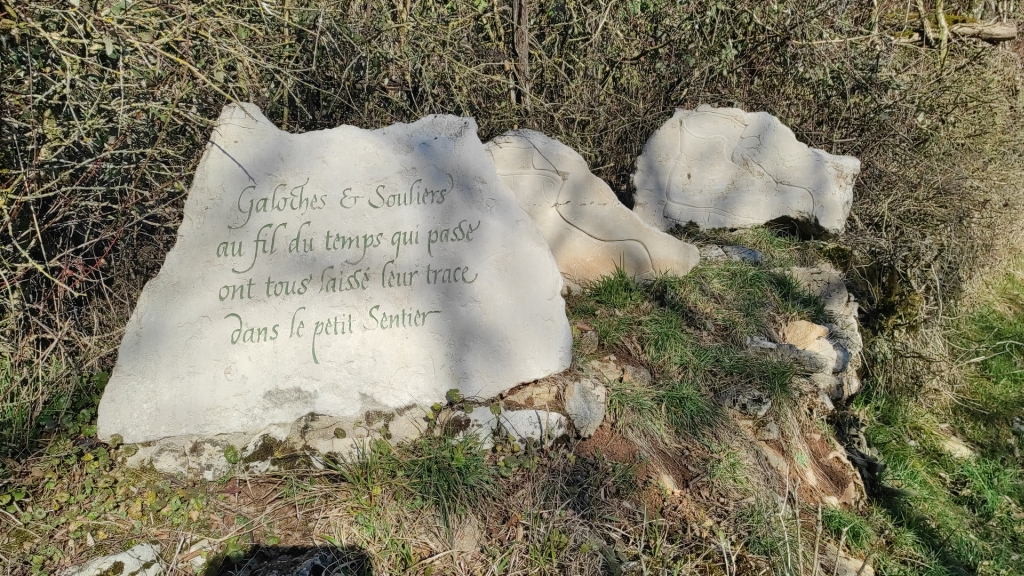 Galoches & Souliers
au fil du temps qui passe
ont tous laissé leur trace
dans le petit Sentier